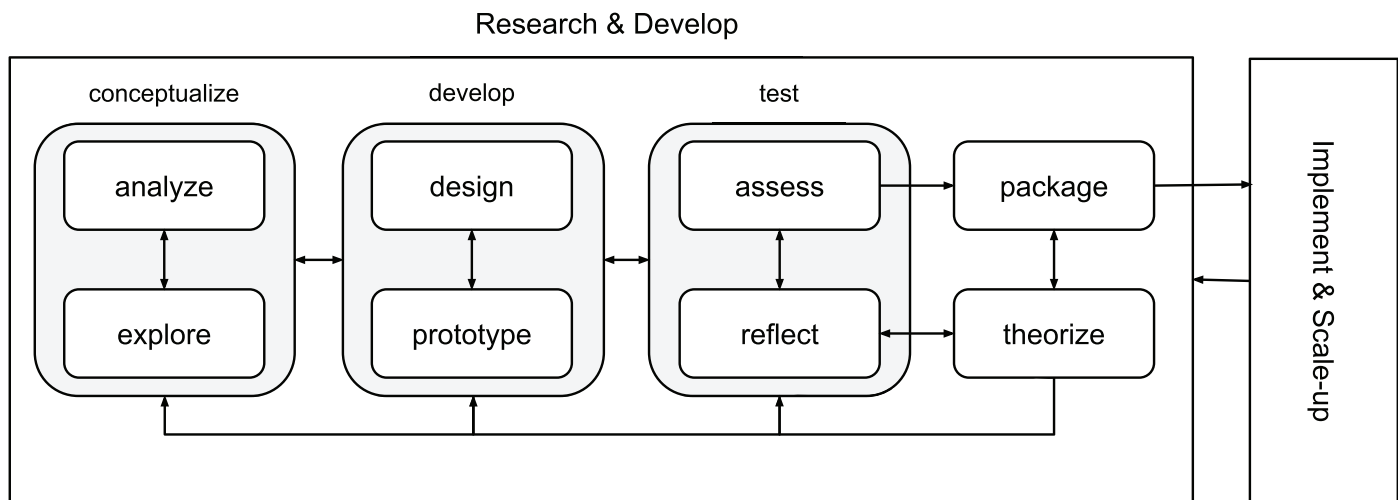 Research & Develop
conceptualize
develop
test
analyze
design
assess
package
explore
prototype
reflect
theorize
Implement & Scale-up